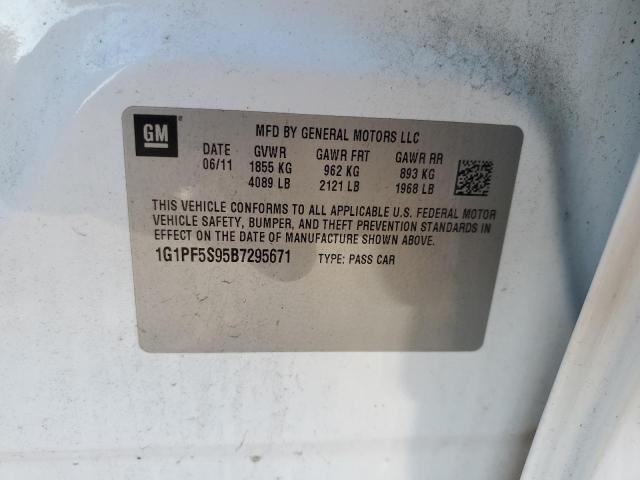 GM
MFD BY GENERAL MOTORS LLC
DATE GVWR GAWR FRT GAWR RR
06/11 1855 KG 962 KG 893 KG
4089 LB 2121 LB 1968 LB
THIS VEHICLE CONFORMS TO ALL APPLICABLE U.S. FEDERAL MOTOR
VEHICLE SAFETY, BUMPER, AND THEFT PREVENTION STANDARDS IN
EFFECT ON THE DATE OF MANUFACTURE SHOWN ABOVE.
1G1PF5S95B7295671 TYPE: PASS CAR